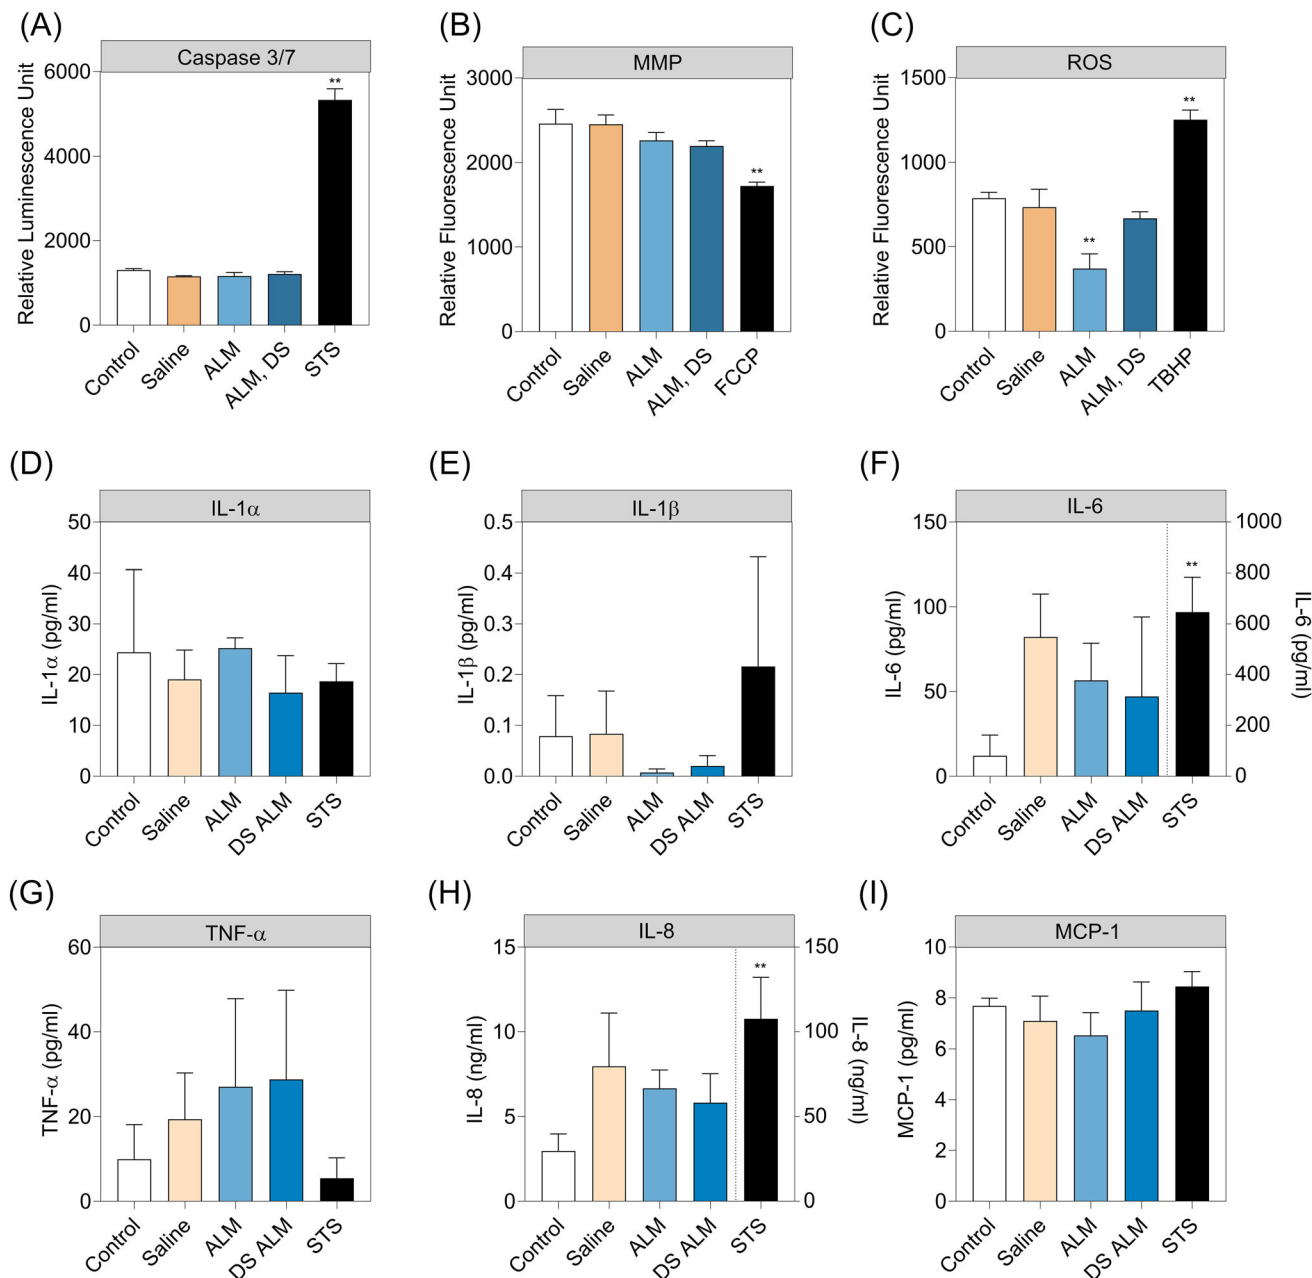 (A)
Caspase 3/7
Relative Luminescence Unit
6000
4000
2000
0
**
Control
Saline
ALM
ALM, DS
STS
(B)
MMP
Relative Fluorescence Unit
3000
2000
1000
0
**
Control
Saline
ALM
ALM, DS
FCCP
(C)
ROS
Relative Fluorescence Unit
1500
1000
500
0
**
**
Control
Saline
ALM
ALM, DS
TBHP
(D)
IL-1α
IL-1α (pg/ml)
50
40
30
20
10
0
Control
Saline
ALM
DS ALM
STS
(E)
IL-1β
IL-1β (pg/ml)
0.5
0.4
0.3
0.2
0.1
0.0
Control
Saline
ALM
DS ALM
STS
(F)
IL-6
IL-6 (pg/ml)
150
100
50
0
**
1000
800
600
400
200
0
IL-6 (pg/ml)
Control
Saline
ALM
DS ALM
STS
(G)
TNF-α
TNF-α (pg/ml)
60
40
20
0
Control
Saline
ALM
DS ALM
STS
(H)
IL-8
IL-8 (ng/ml)
15
10
5
0
**
150
100
50
0
IL-8 (ng/ml)
Control
Saline
ALM
DS ALM
STS
(I)
MCP-1
MCP-1 (pg/ml)
10
8
6
4
2
0
Control
Saline
ALM
DS ALM
STS